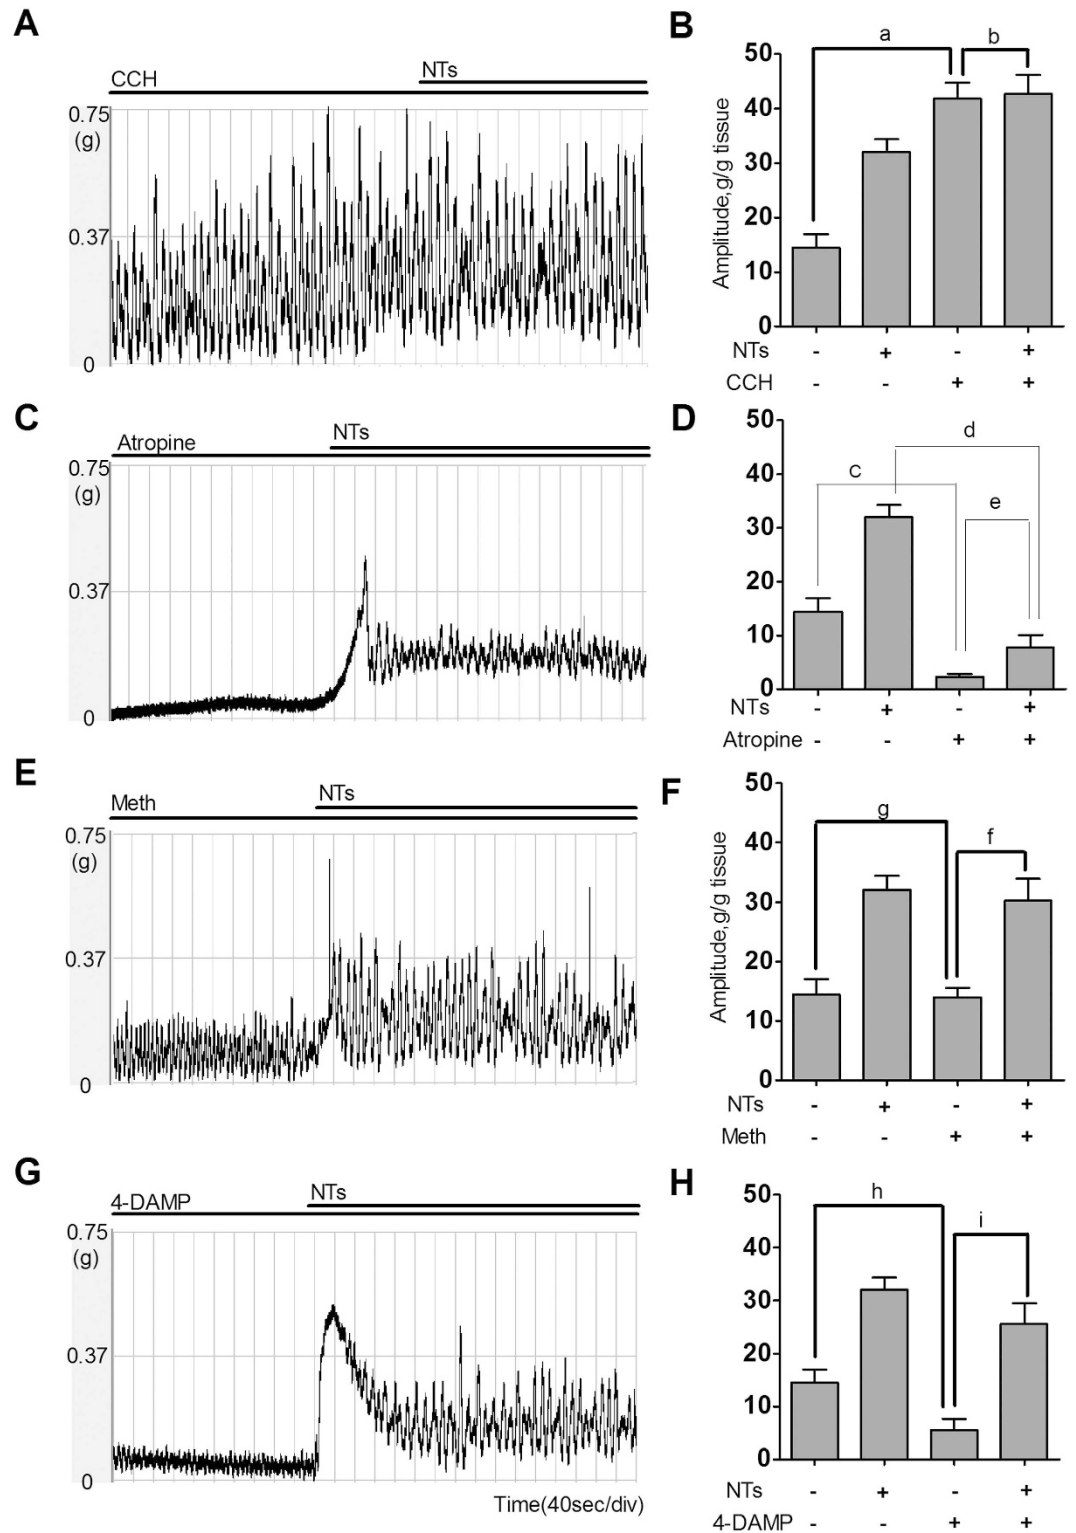 A
CCH
NTs
0.75
(g)
0.37
0
B
a
b
Amplitude,g/g tissue
50
40
30
20
10
0
NTs - + - +
CCH - - + +
C
Atropine
NTs
0.75
(g)
0.37
0
D
c
d
e
50
40
30
20
10
0
NTs - + - +
Atropine - - + +
E
Meth
NTs
0.75
(g)
0.37
0
F
g
f
Amplitude,g/g tissue
50
40
30
20
10
0
NTs - + - +
Meth - - + +
G
4-DAMP
NTs
0.75
(g)
0.37
0
Time(40sec/div)
H
h
i
50
40
30
20
10
0
NTs - + - +
4-DAMP - - + +